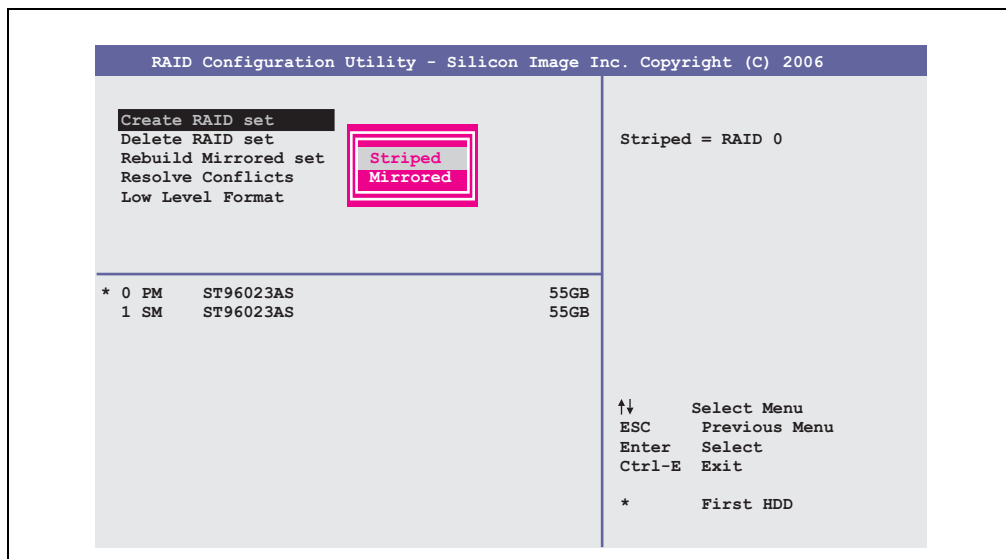 RAID Configuration Utility - Silicon Image Inc. Copyright (C) 2006
Create RAID set
Delete RAID set
Rebuild Mirrored set
Resolve Conflicts
Low Level Format
Striped
Mirrored
Striped = RAID 0
* 0 PM ST96023AS 55GB
1 SM ST96023AS 55GB
↑↓ Select Menu
ESC Previous Menu
Enter Select
Ctrl-E Exit
* First HDD